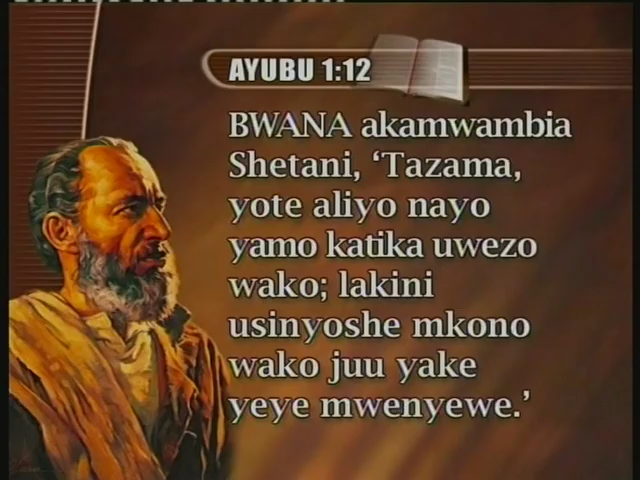 AYUBU 1:12
BWANA akamwambia
Shetani, ‘Tazama,
yote aliyo nayo
yamo katika uwezo
wako; lakini
usinyoshe mkono
wako juu yake
yeye mwenyewe.’